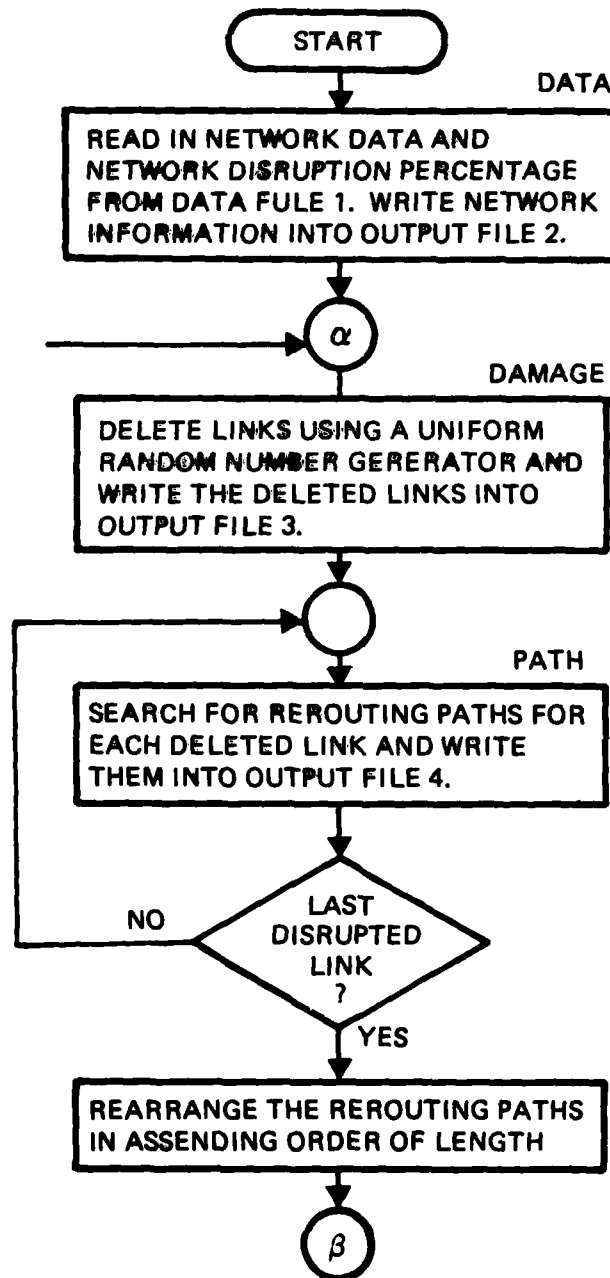 START
DATA
READ IN NETWORK DATA AND
NETWORK DISRUPTION PERCENTAGE
FROM DATA FULE 1. WRITE NETWORK
INFORMATION INTO OUTPUT FILE 2.
α
DAMAGE
DELETE LINKS USING A UNIFORM
RANDOM NUMBER GERERATOR AND
WRITE THE DELETED LINKS INTO
OUTPUT FILE 3.
PATH
SEARCH FOR REROUTING PATHS FOR
EACH DELETED LINK AND WRITE
THEM INTO OUTPUT FILE 4.
NO
LAST
DISRUPTED
LINK
?
YES
REARRANGE THE REROUTING PATHS
IN ASSENDING ORDER OF LENGTH
β